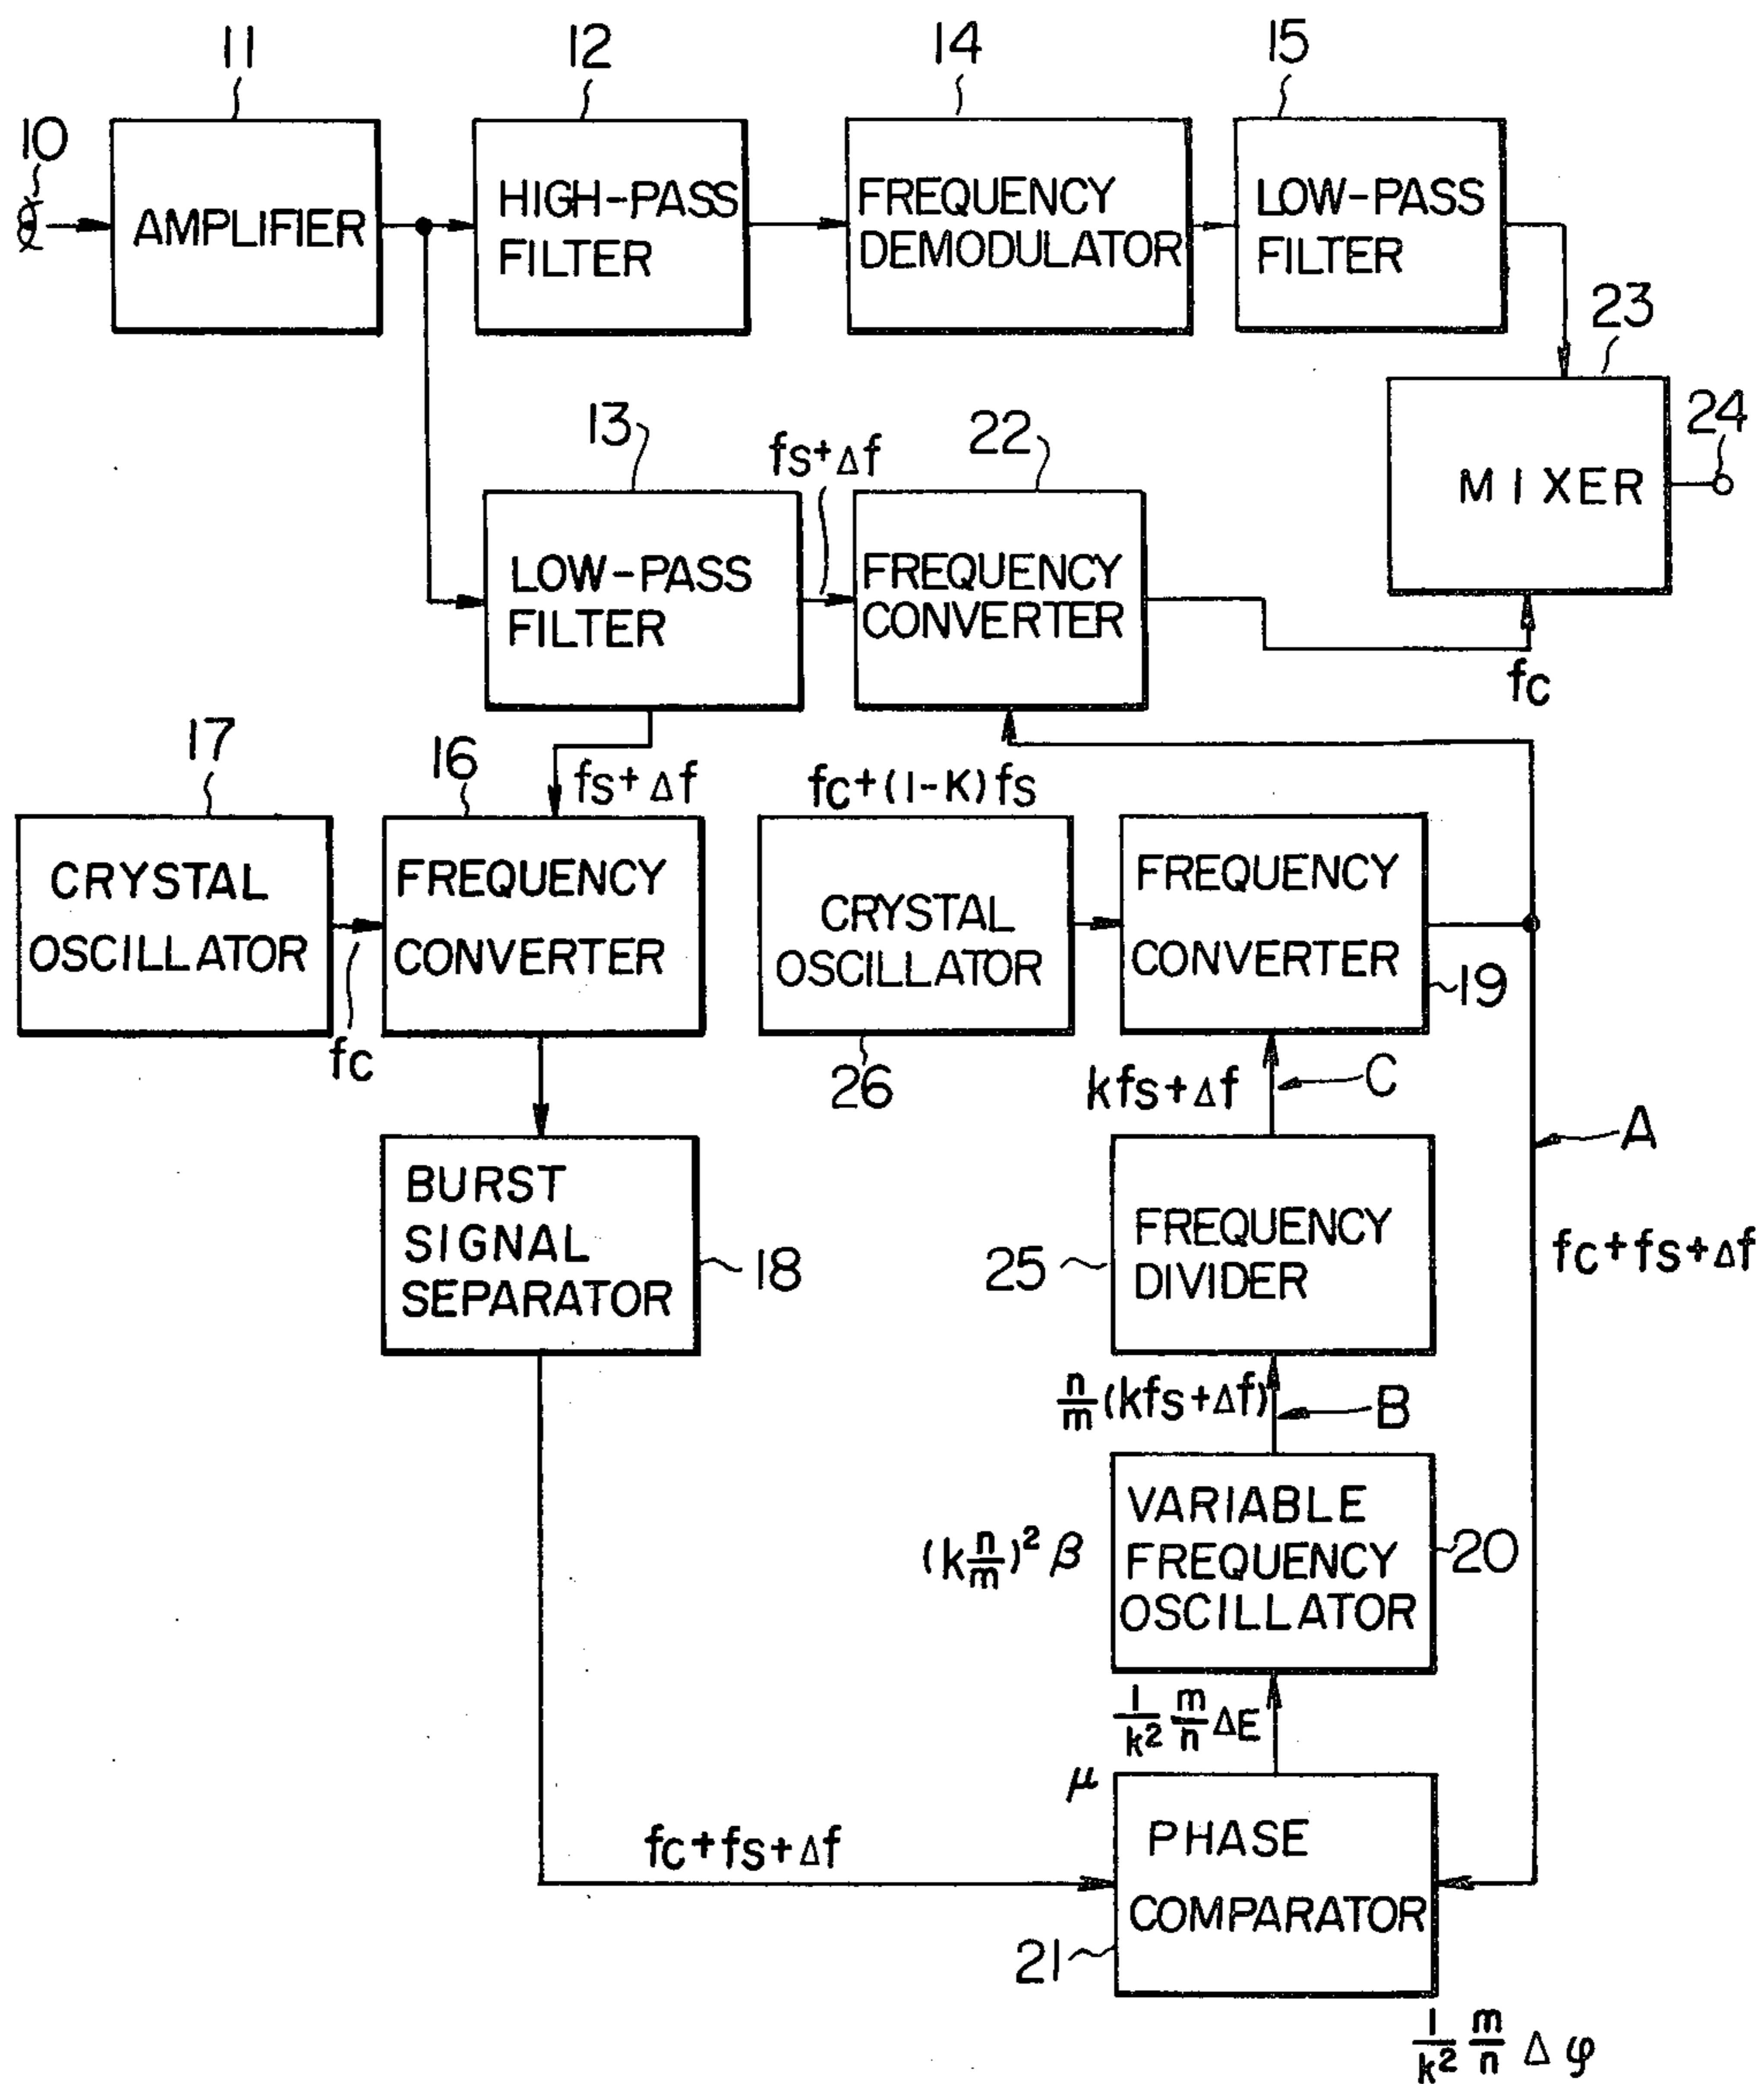 11
12
14
15
10
AMPLIFIER
HIGH-PASS
FILTER
FREQUENCY
DEMODULATOR
LOW-PASS
FILTER
23
13
fs+Δf
22
24
MIXER
LOW-PASS
FILTER
FREQUENCY
CONVERTER
fc
17
16
fs+Δf
fc+(1-K)fs
CRYSTAL
OSCILLATOR
FREQUENCY
CONVERTER
CRYSTAL
OSCILLATOR
FREQUENCY
CONVERTER
19
fc
26
kfs+Δf
C
A
BURST
SIGNAL
SEPARATOR
18
25
FREQUENCY
DIVIDER
fc+fs+Δf
n/m(kfs+Δf)
B
(k n/m)² β
VARIABLE
FREQUENCY
OSCILLATOR
20
1/k² m/n ΔE
μ
fc+fs+Δf
PHASE
COMPARATOR
21
1/k² m/n Δφ